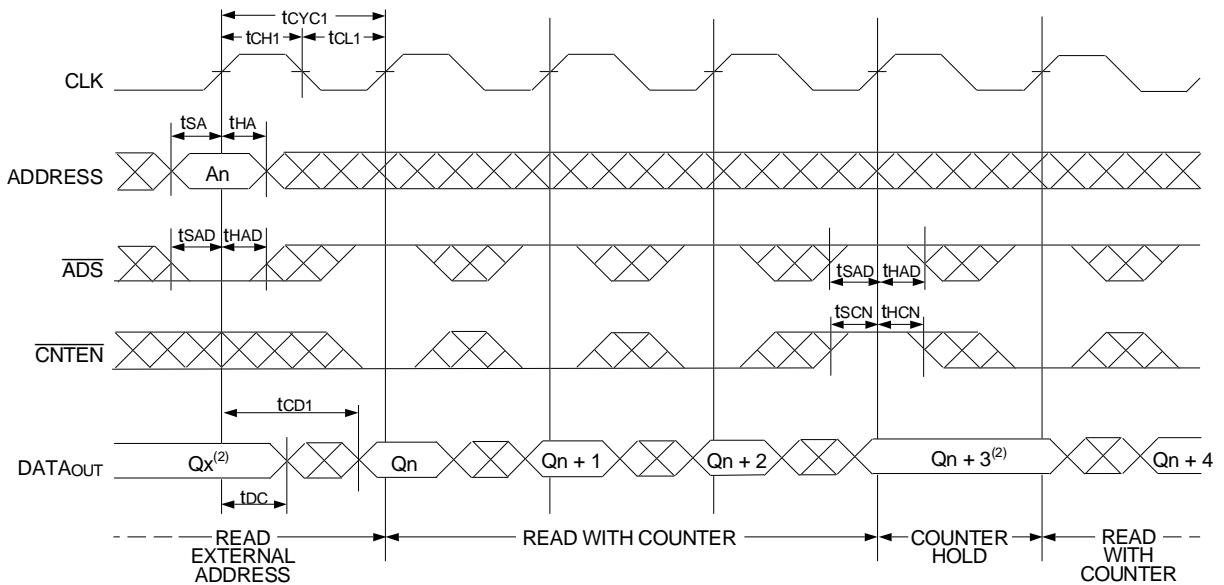 tCYC1
tCH1 tCL1
CLK
tSA tHA
ADDRESS An
tSAD tHAD
ADS
tSAD tHAD
tSCN tHCN
CNTEN
tCD1
DATAOUT Qx(2) Qn Qn + 1 Qn + 2 Qn + 3(2) Qn + 4
tDC
READ EXTERNAL ADDRESS
READ WITH COUNTER
COUNTER HOLD
READ WITH COUNTER